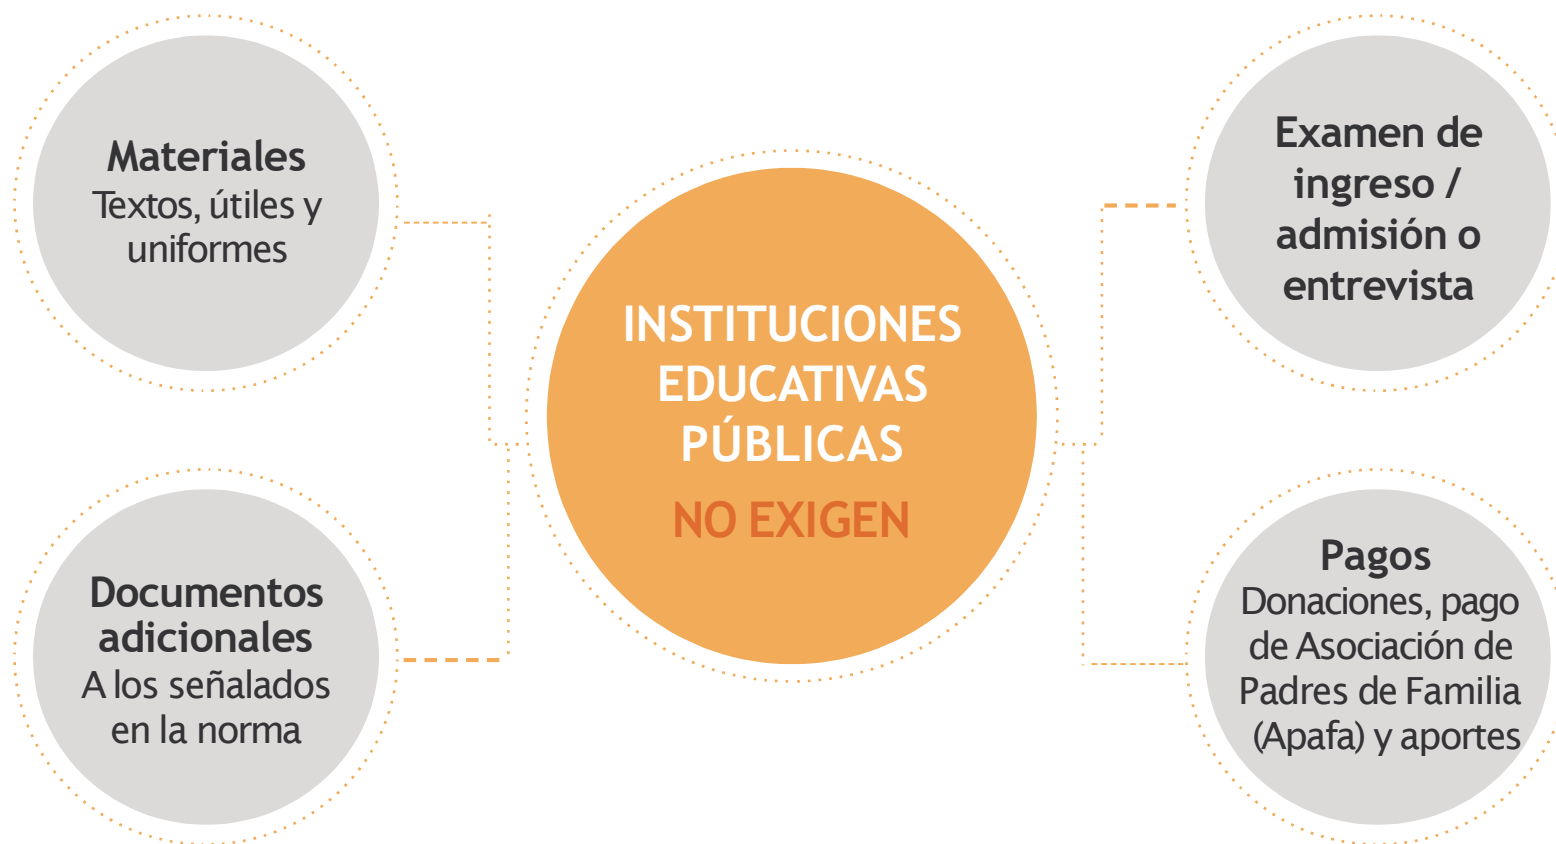 Materiales
Textos, útiles y
uniformes
Documentos
adicionales
A los señalados
en la norma
INSTITUCIONES
EDUCATIVAS
PÚBLICAS
NO EXIGEN
Examen de
ingreso /
admisión o
entrevista
Pagos
Donaciones, pago
de Asociación de
Padres de Familia
(Apafa) y aportes